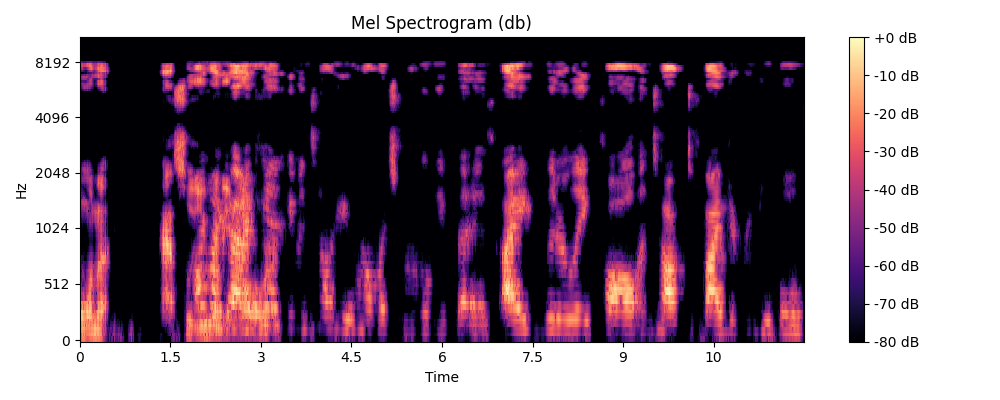 Mel Spectrogram (db)
8192
4096
2048
1024
512
0
Hz
0 1.5 3 4.5 6 7.5 9 10
Time
+0 dB
-10 dB
-20 dB
-30 dB
-40 dB
-50 dB
-60 dB
-70 dB
-80 dB